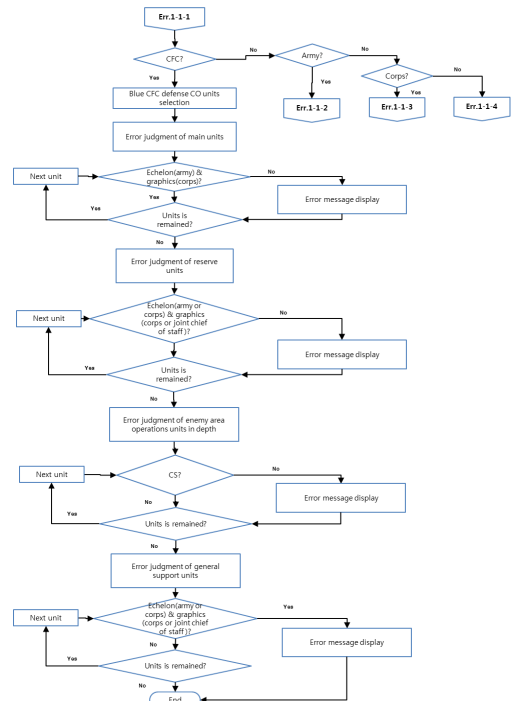 Err.1-1-1
CFC?
No
Army?
No
Yes
Corps?
No
Yes
Yes
Blue CFC defense CO units
selection
Err.1-1-2
Err.1-1-3
Err.1-1-4
Error judgment of main units
Next unit
Echelon(army) &
graphics(corps)?
No
Yes
Yes
Error message display
Units is
remained?
No
Error judgment of reserve
units
Next unit
Echelon(army or
corps) & graphics
(corps or joint chief
of staff)?
No
No
Error message display
Yes
Units is
remained?
No
Error judgment of enemy area
operations units in depth
Next unit
CS?
No
No
Error message display
Yes
Units is remained?
No
Error judgment of general
support units
Next unit
Echelon(army or
corps) & graphics
(corps or joint chief
of staff)?
Yes
No
Error message display
Yes
Units is remained?
No
End